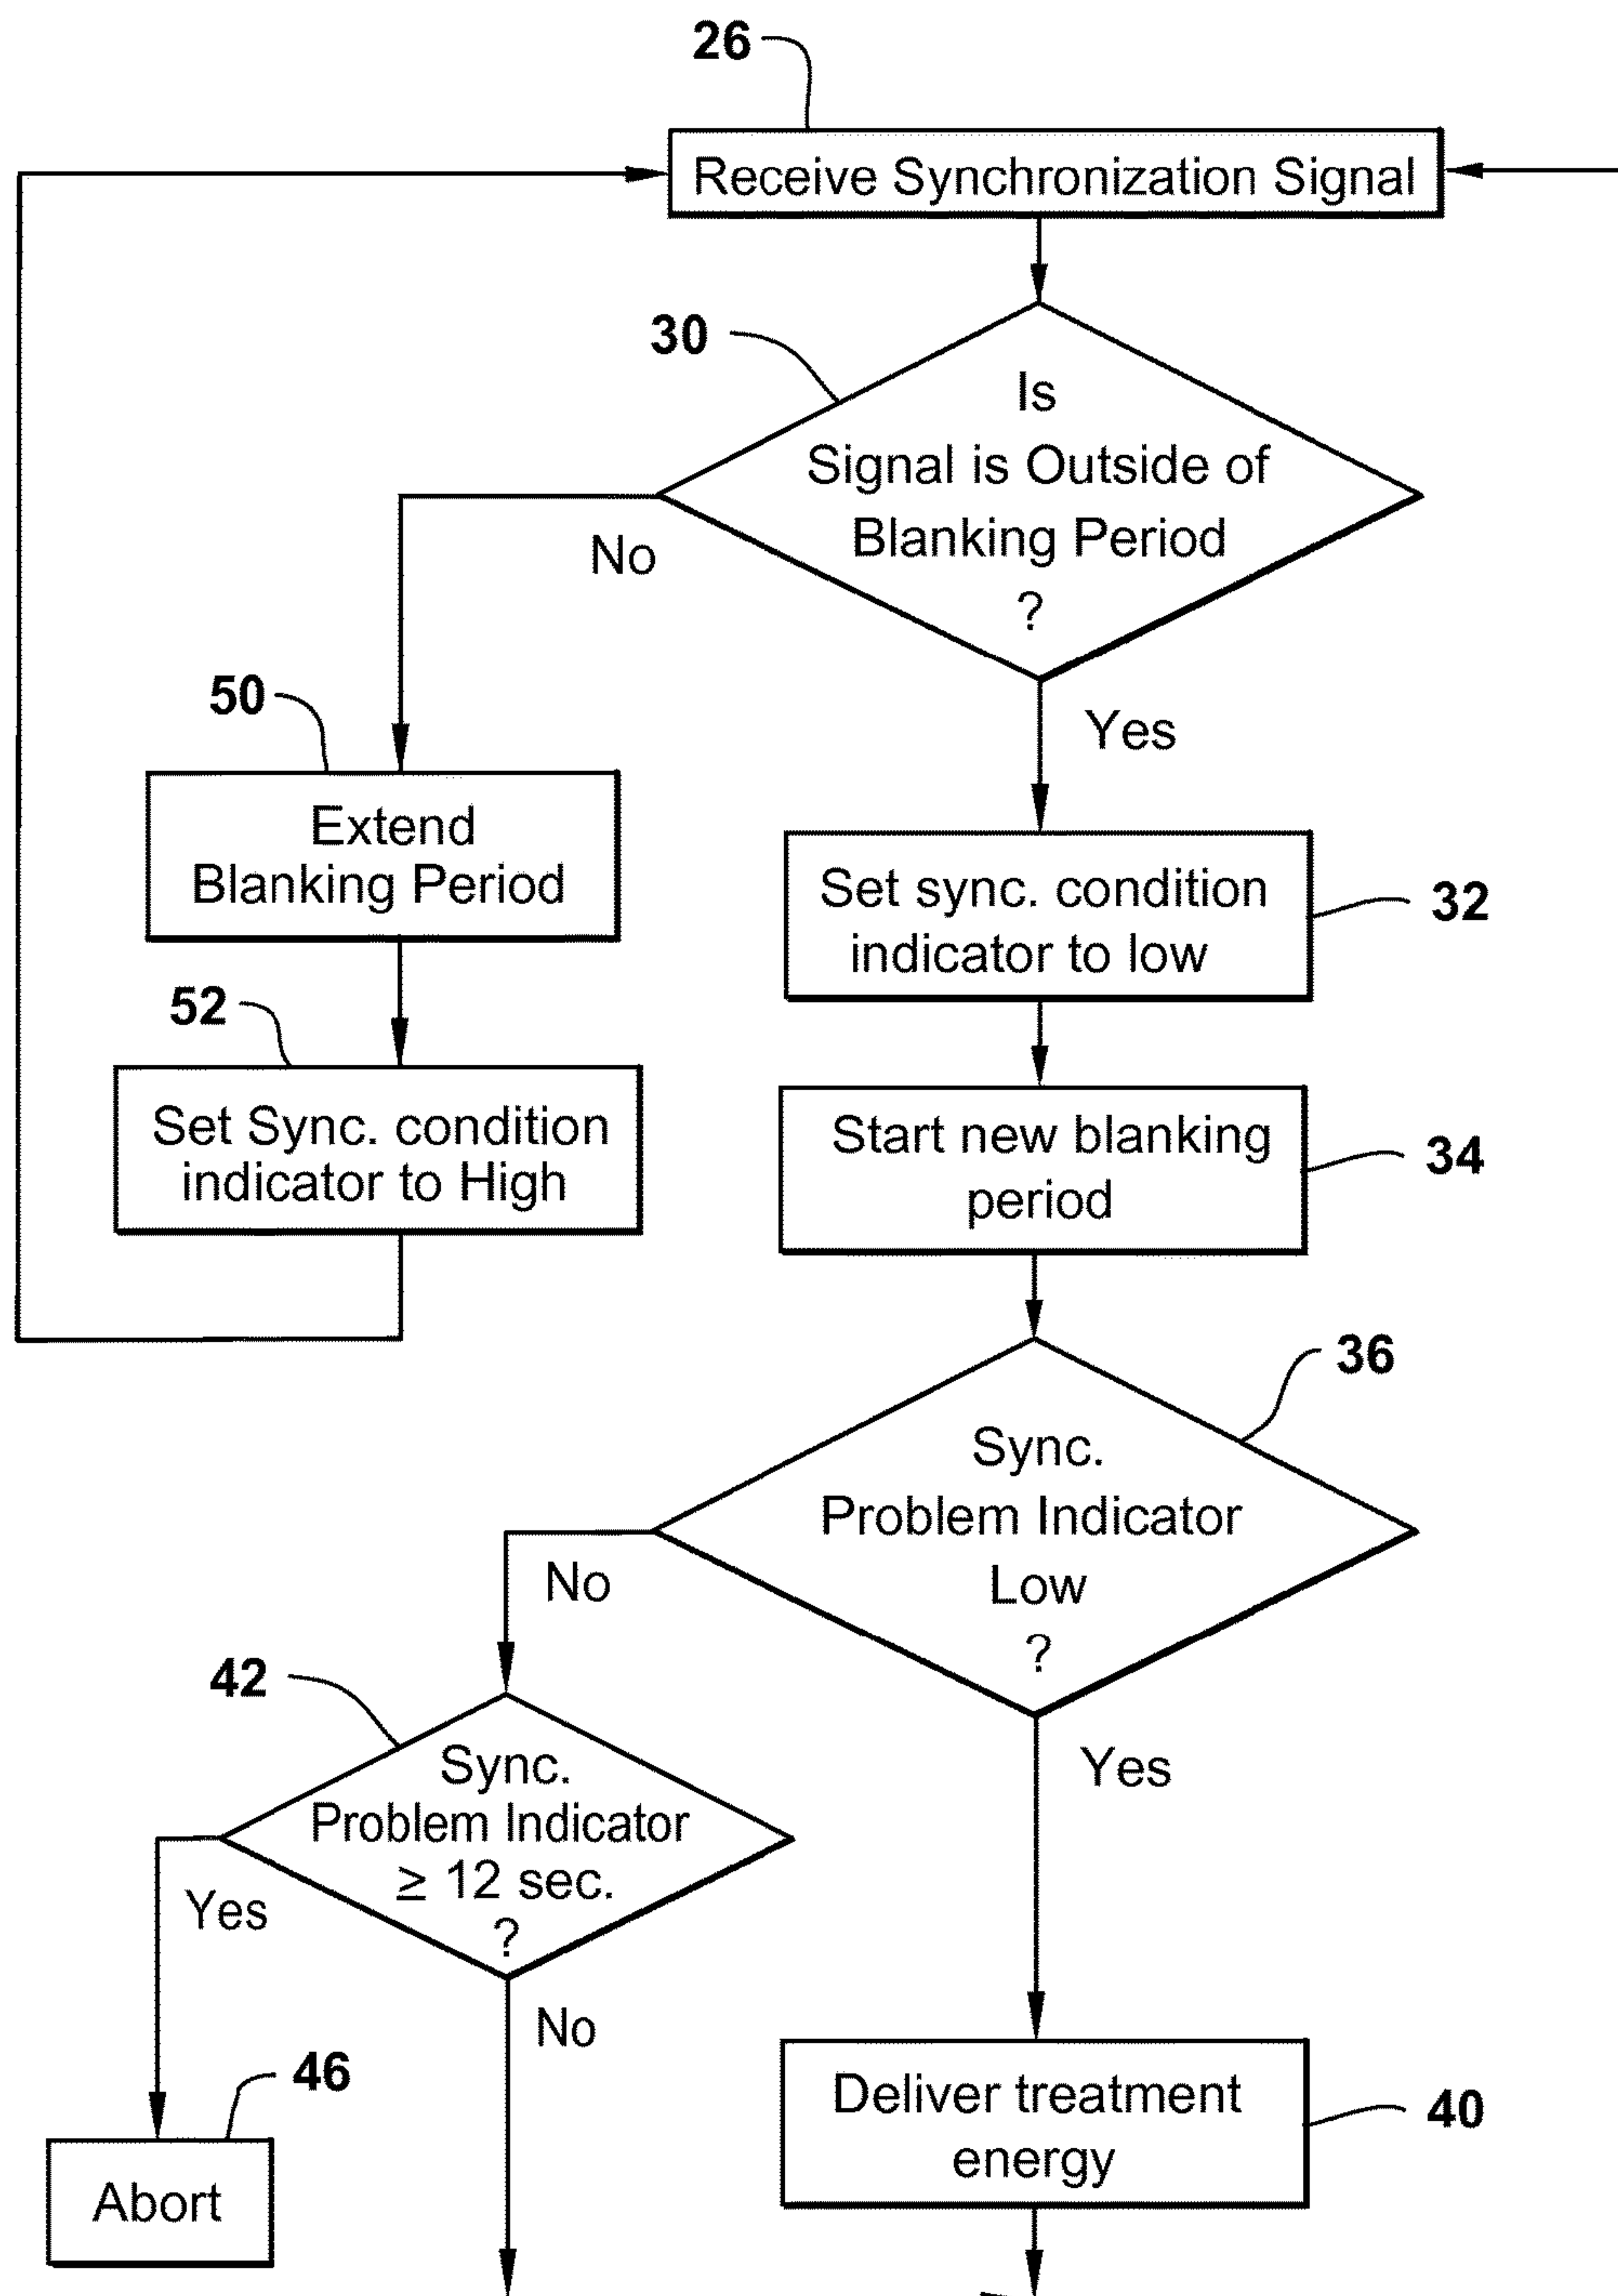 26
Receive Synchronization Signal
30
Is
Signal is Outside of
Blanking Period
?
No
Yes
50
Extend
Blanking Period
Set sync. condition
indicator to low
32
52
Set Sync. condition
indicator to High
Start new blanking
period
34
36
Sync.
Problem Indicator
Low
?
No
Yes
42
Sync.
Problem Indicator
≥ 12 sec.
?
Yes
No
46
Abort
Deliver treatment
energy
40